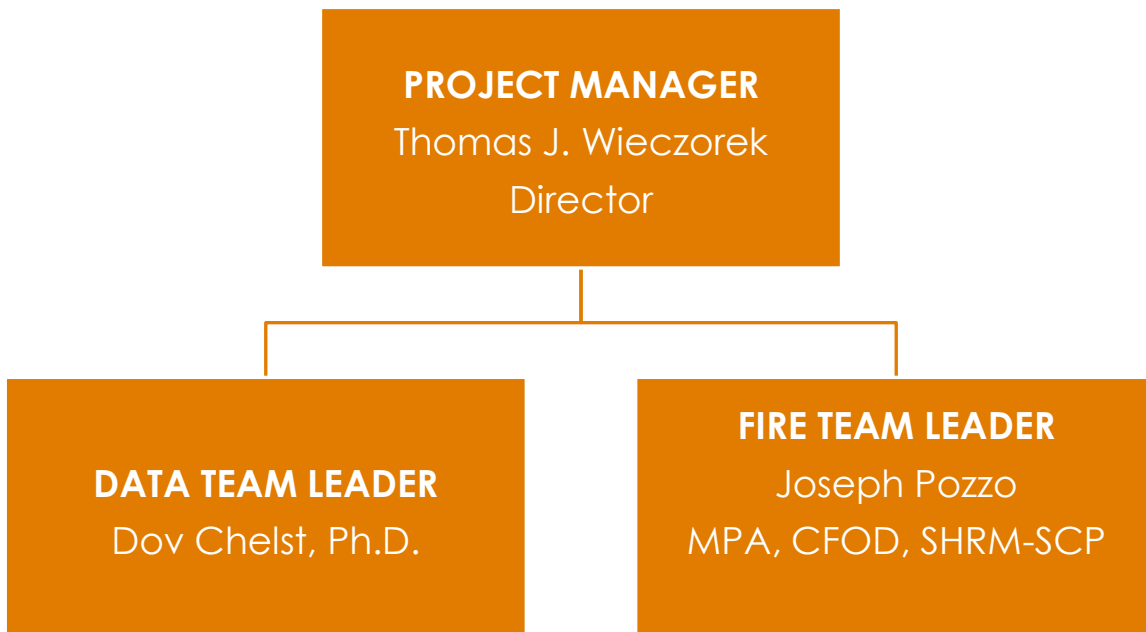 PROJECT MANAGER
Thomas J. Wieczorek
Director
DATA TEAM LEADER
Dov Chelst, Ph.D.
FIRE TEAM LEADER
Joseph Pozzo
MPA, CFOD, SHRM-SCP